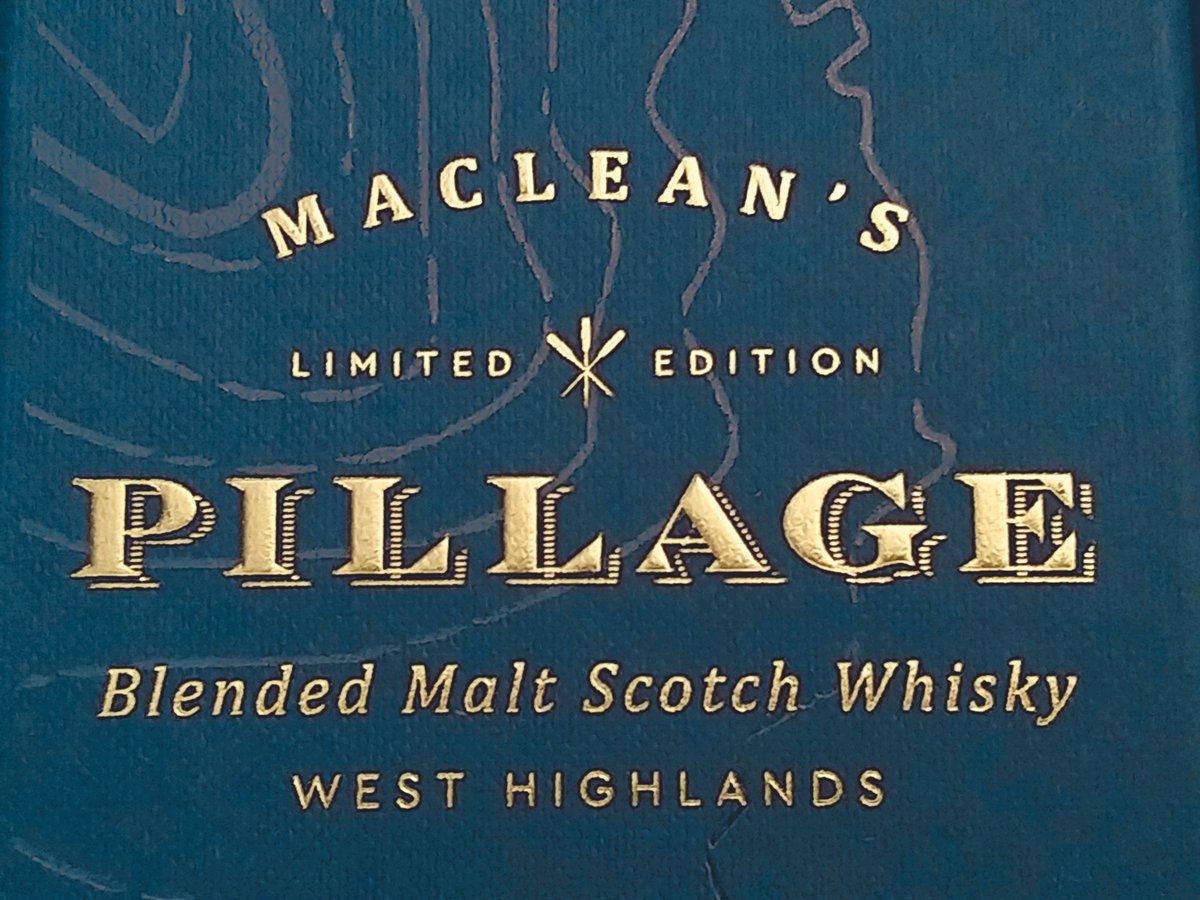 MACLEAN'S
LIMITED EDITION
PILLAGE
Blended Malt Scotch Whisky
WEST HIGHLANDS